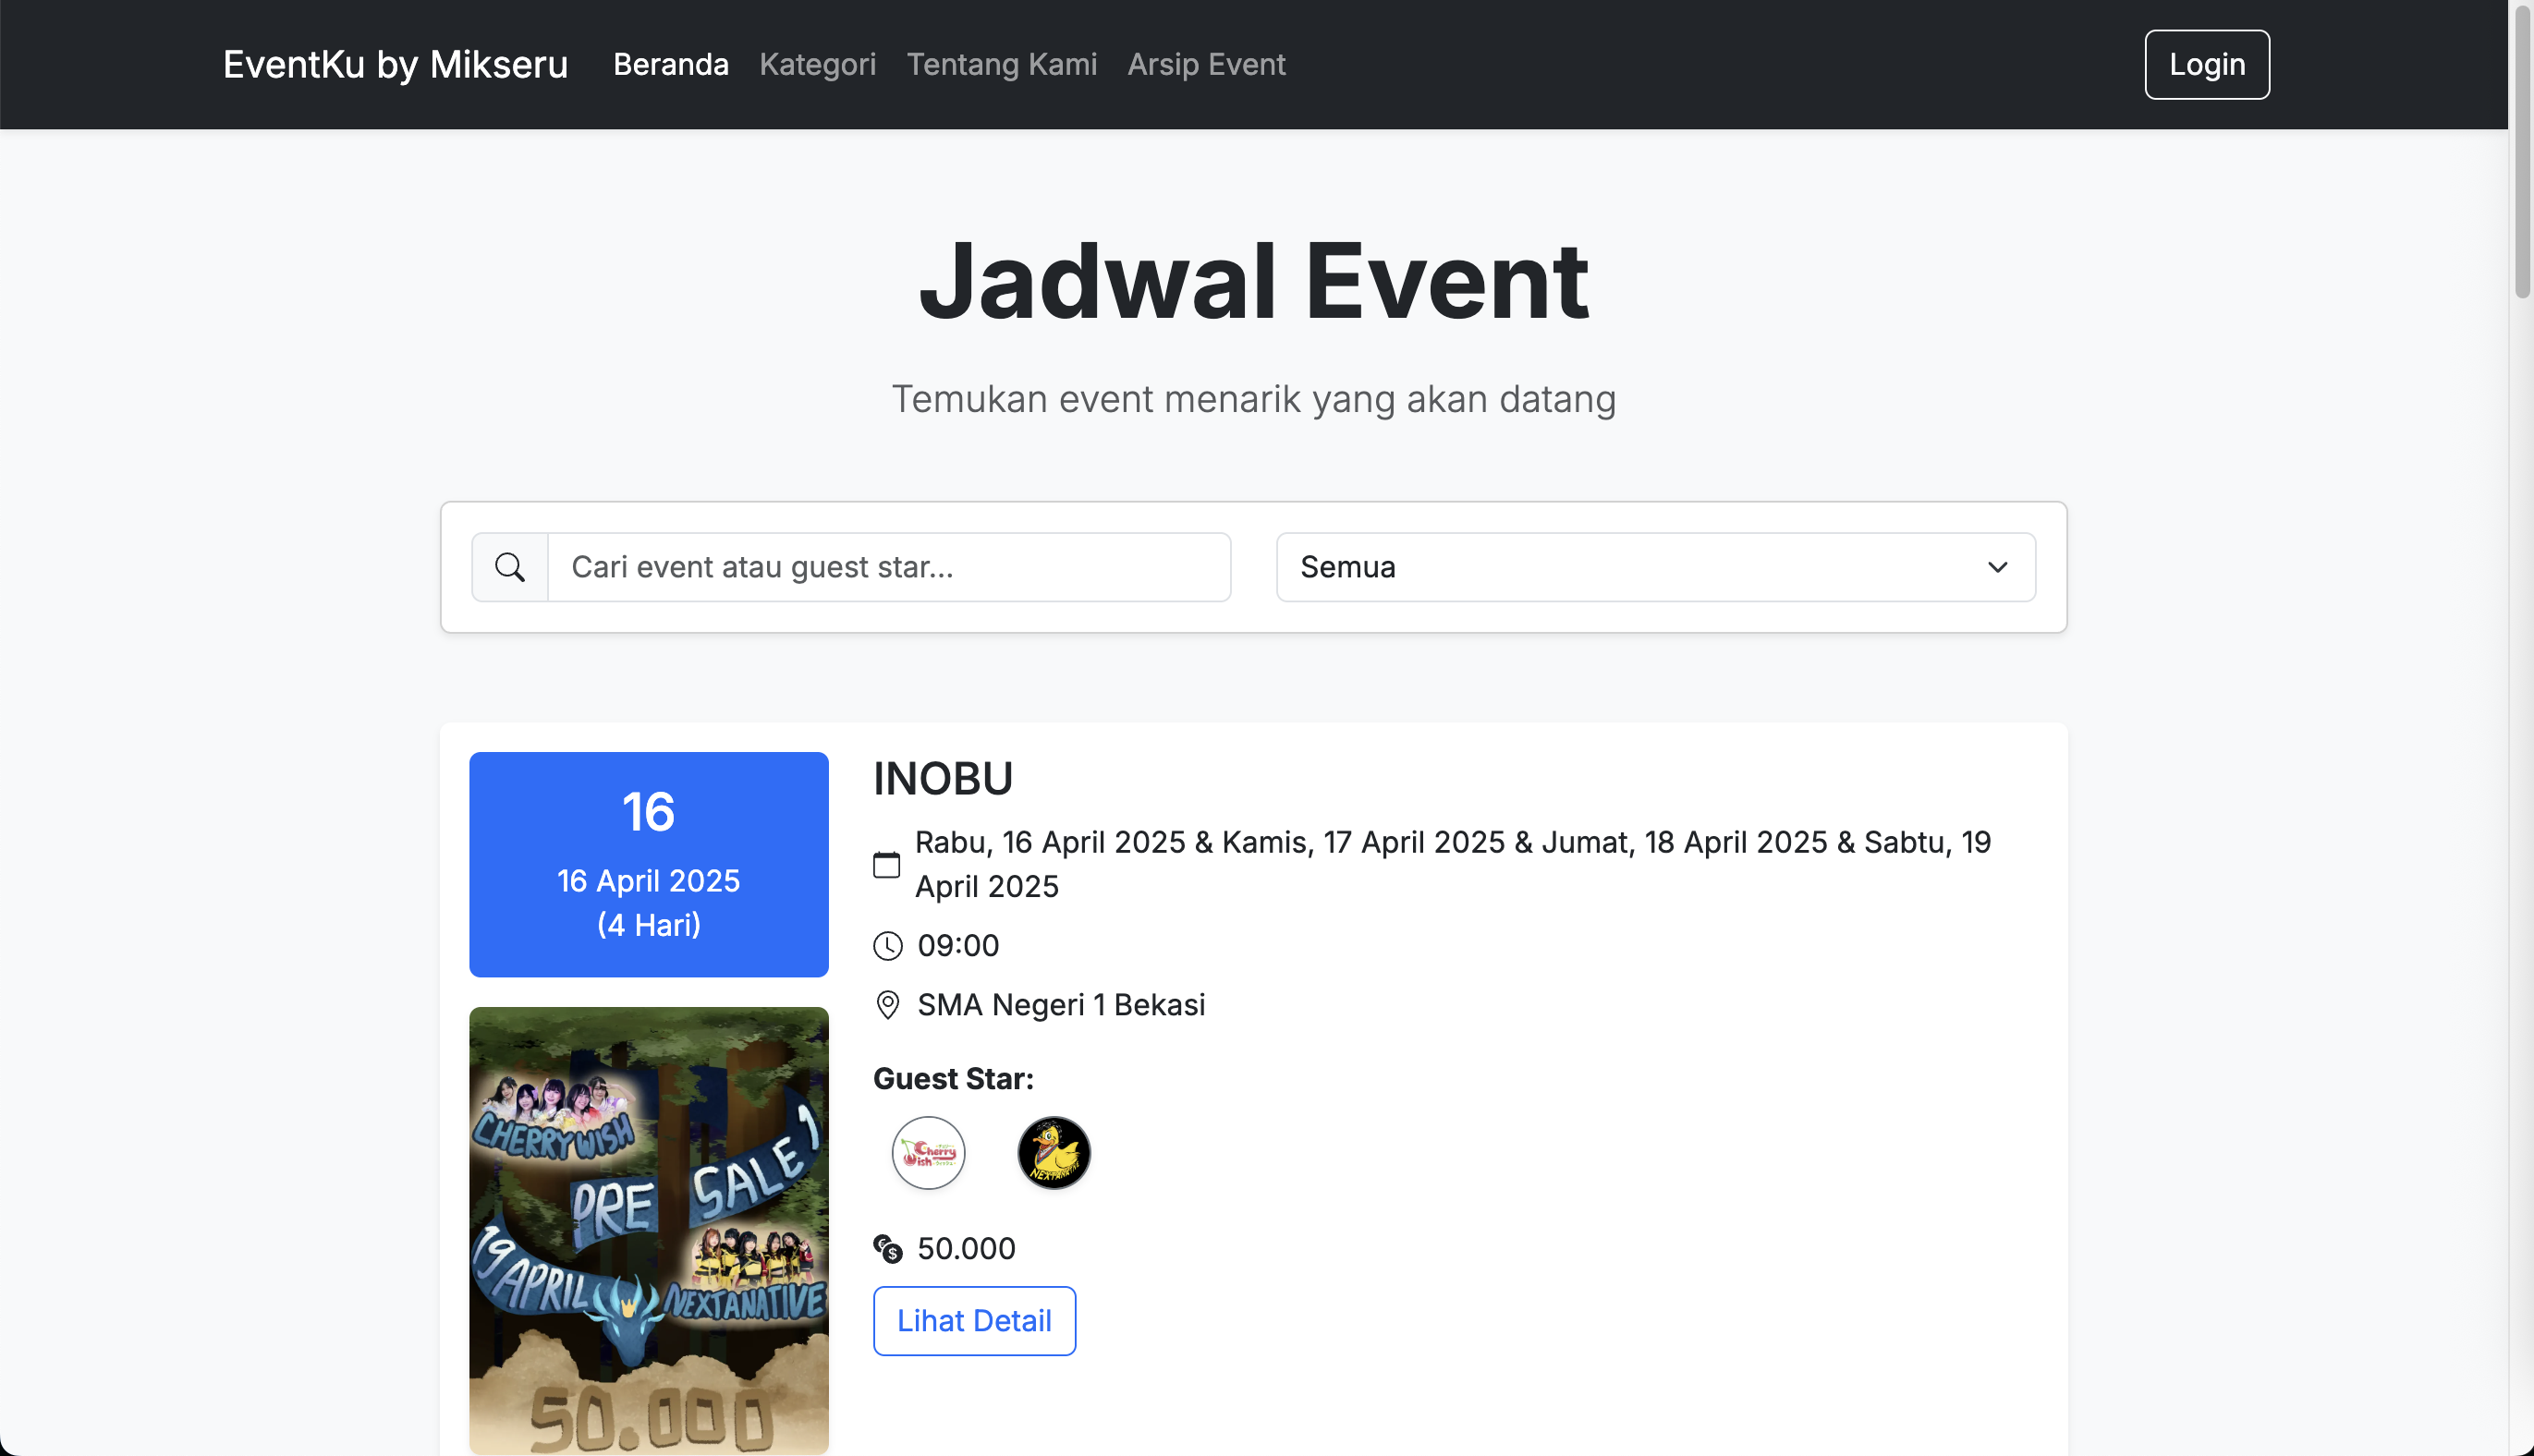 EventKu by Mikseru Beranda Kategori Tentang Kami Arsip Event Login
Jadwal Event
Temukan event menarik yang akan datang
Cari event atau guest star... Semua
16
16 April 2025
(4 Hari)
INOBU
Rabu, 16 April 2025 & Kamis, 17 April 2025 & Jumat, 18 April 2025 & Sabtu, 19
April 2025
09:00
SMA Negeri 1 Bekasi
Guest Star:
Cherry
Wish
NEXTANATIVE
50.000
Lihat Detail
CHERRY WISH
PRE SALE 1
19 APRIL
NEXTANATIVE
50.000